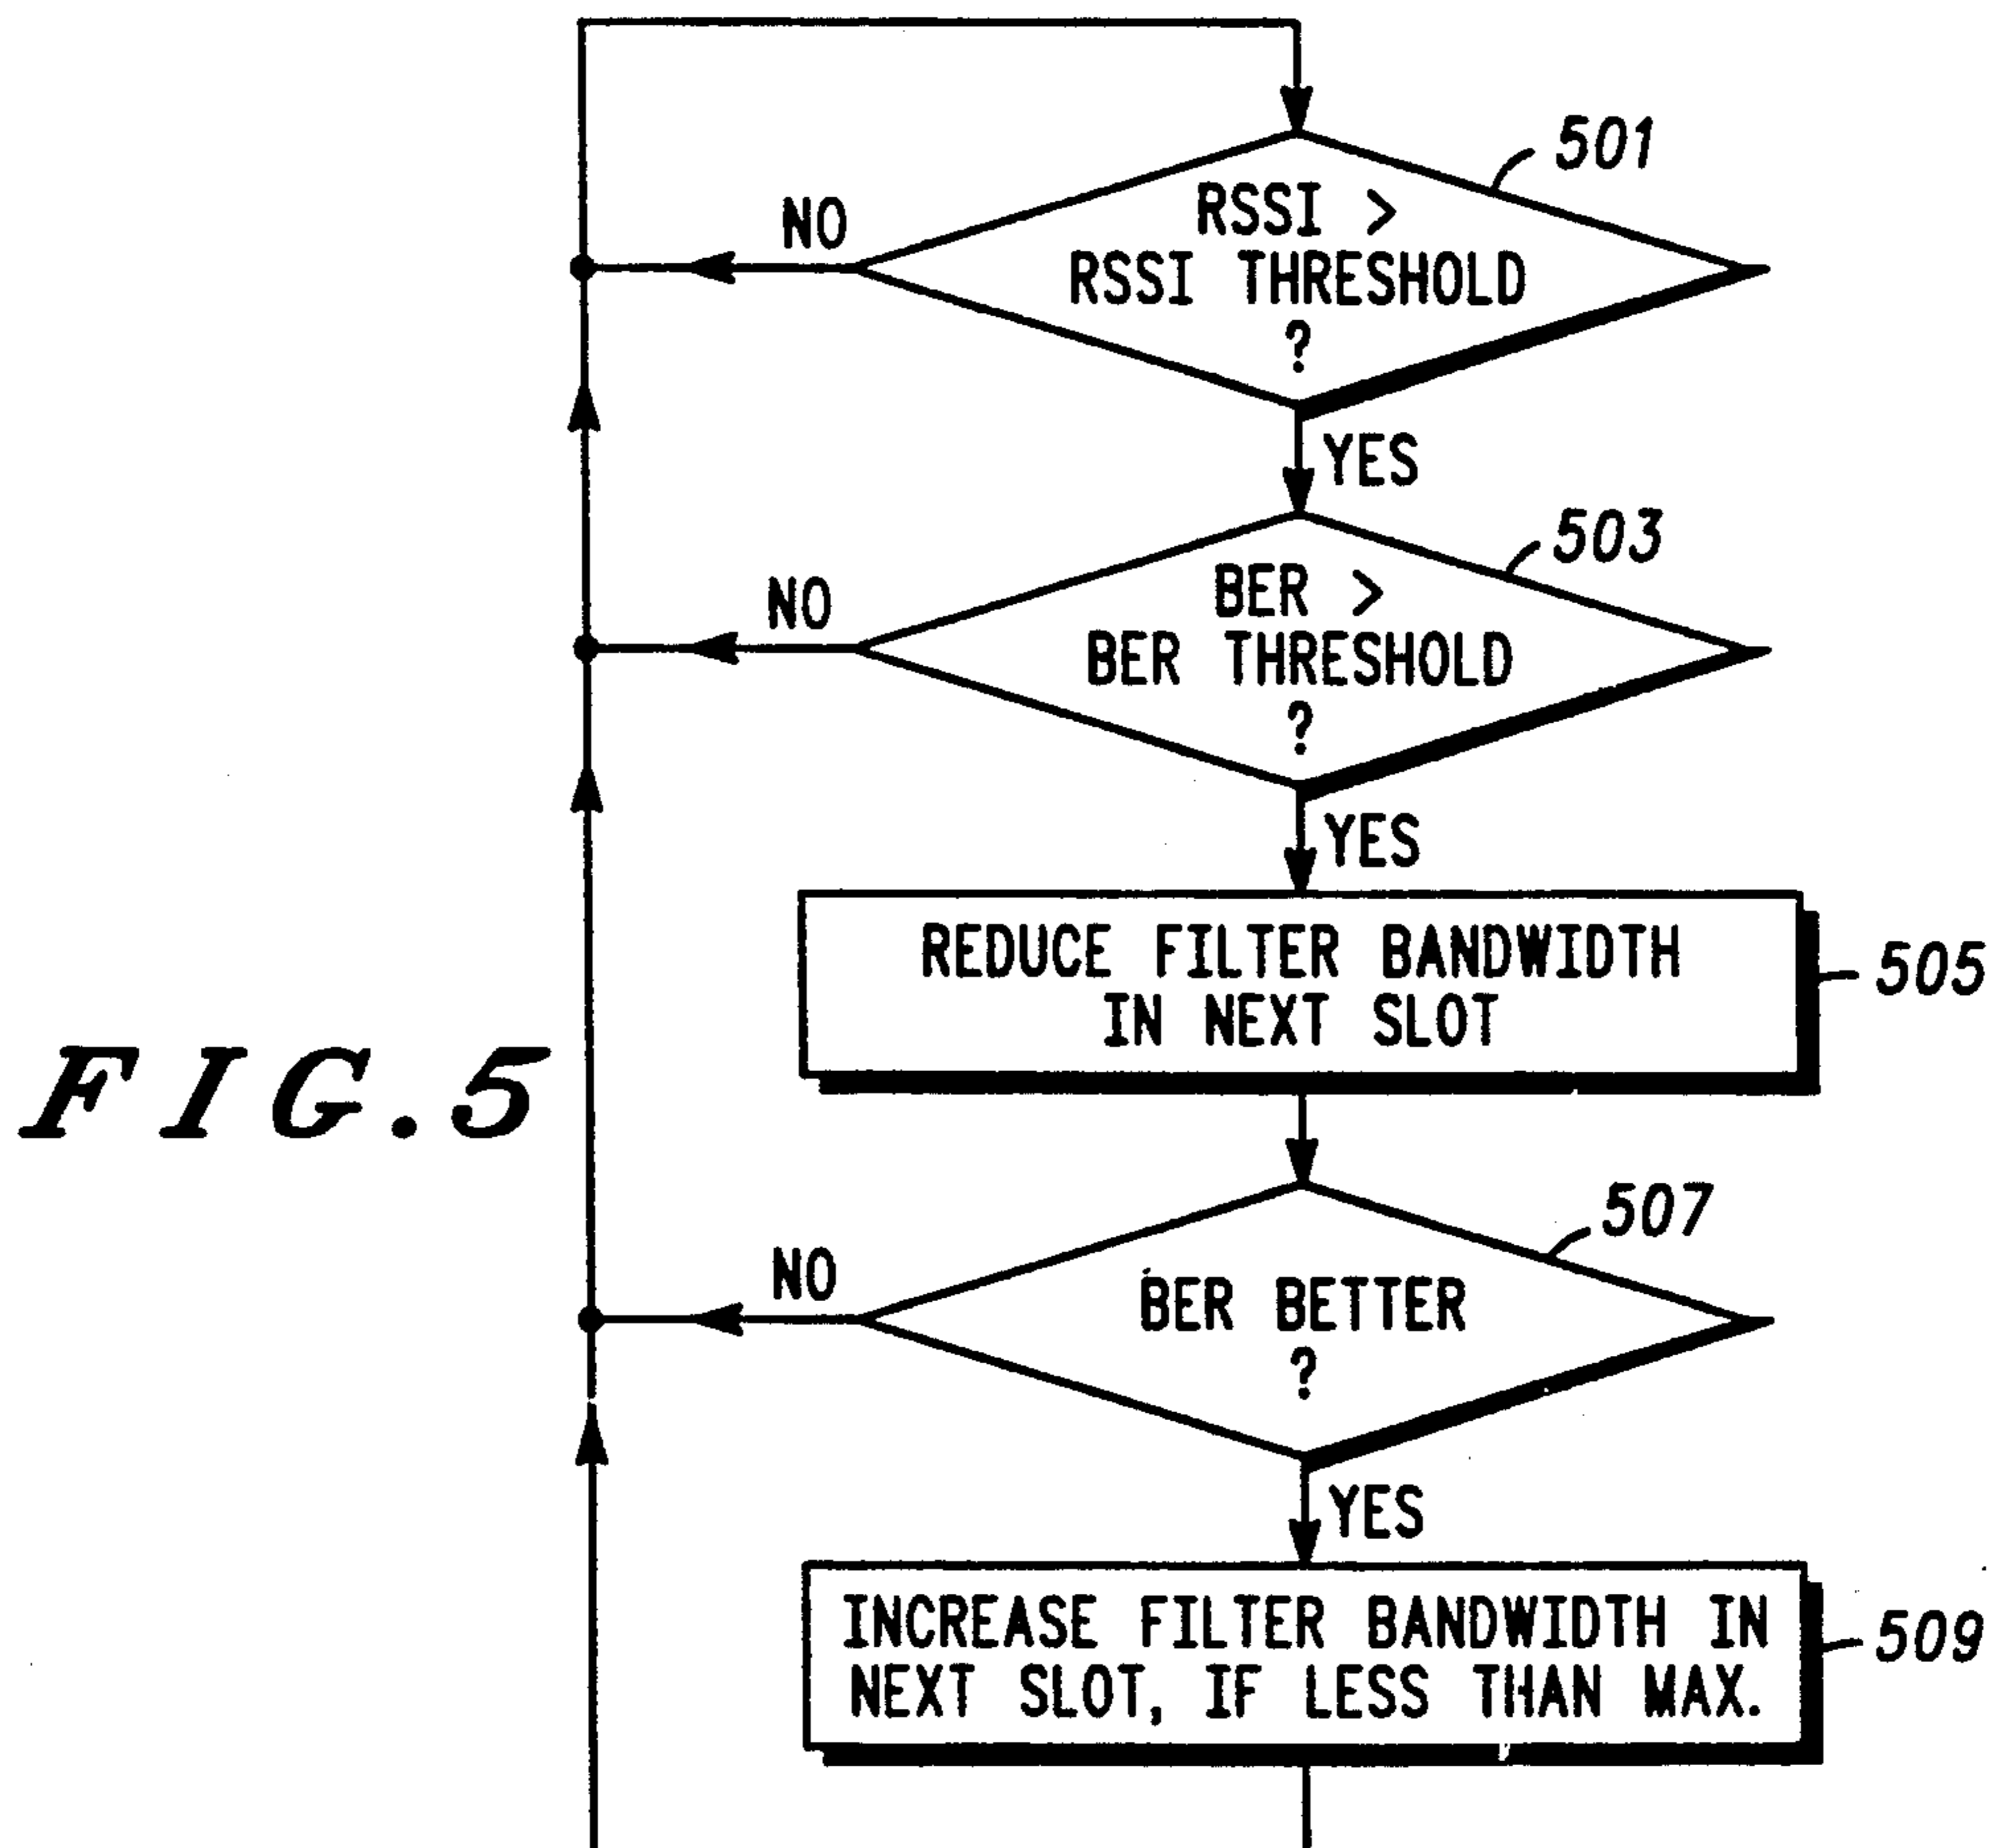 501
RSSI >
RSSI THRESHOLD
?
NO
YES
503
BER >
BER THRESHOLD
?
NO
YES
REDUCE FILTER BANDWIDTH
IN NEXT SLOT
505
FIG.5
507
BER BETTER
?
NO
YES
INCREASE FILTER BANDWIDTH IN
NEXT SLOT, IF LESS THAN MAX.
509